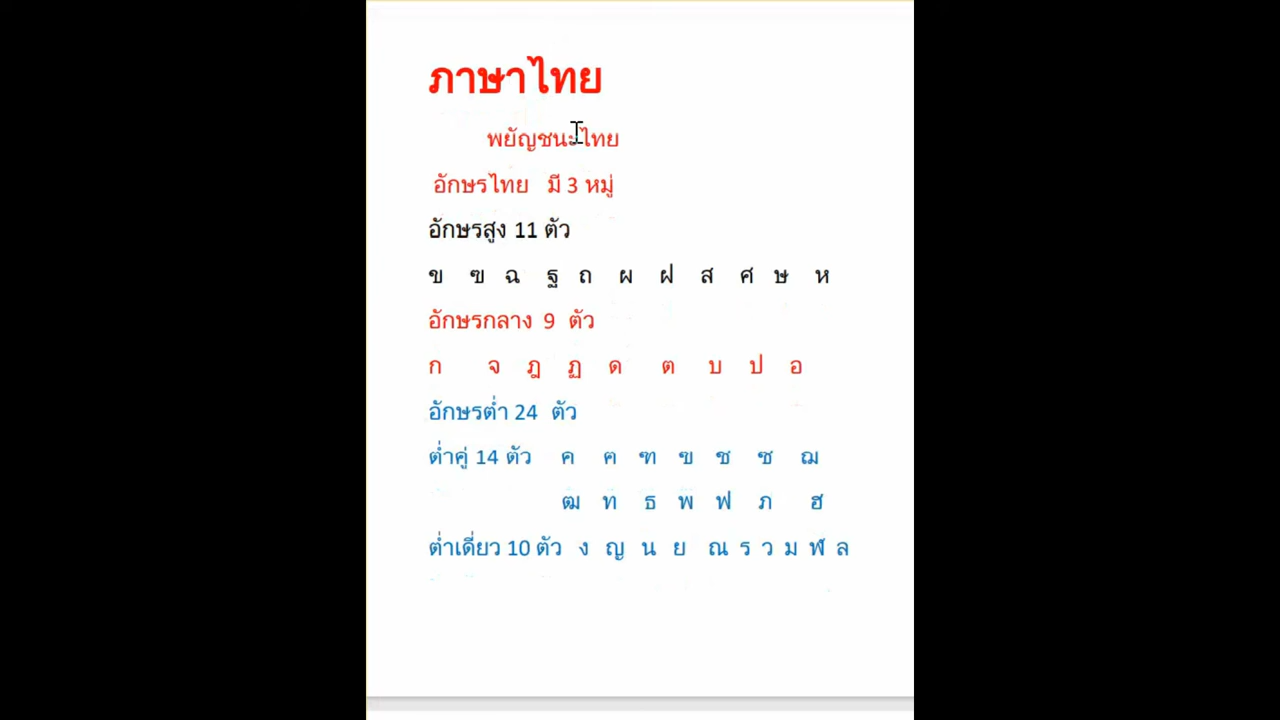 ภาษาไทย
พยัญชนะไทย
อักษรไทย มี 3 หมู่
อักษรสูง 11 ตัว
ข ฃ ฉ ฐ ถ ผ ฝ ส ศ ษ ห
อักษรกลาง 9 ตัว
ก จ ฎ ฏ ด ต บ ป อ
อักษรต่ำ 24 ตัว
ต่ำคู่ 14 ตัว ค ฅ ฑ ฃ ช ซ ฌ
ฒ ท ธ พ ฟ ภ ฮ
ต่ำเดี่ยว 10 ตัว ง ญ น ย ณ ร ว ม ฬ ล